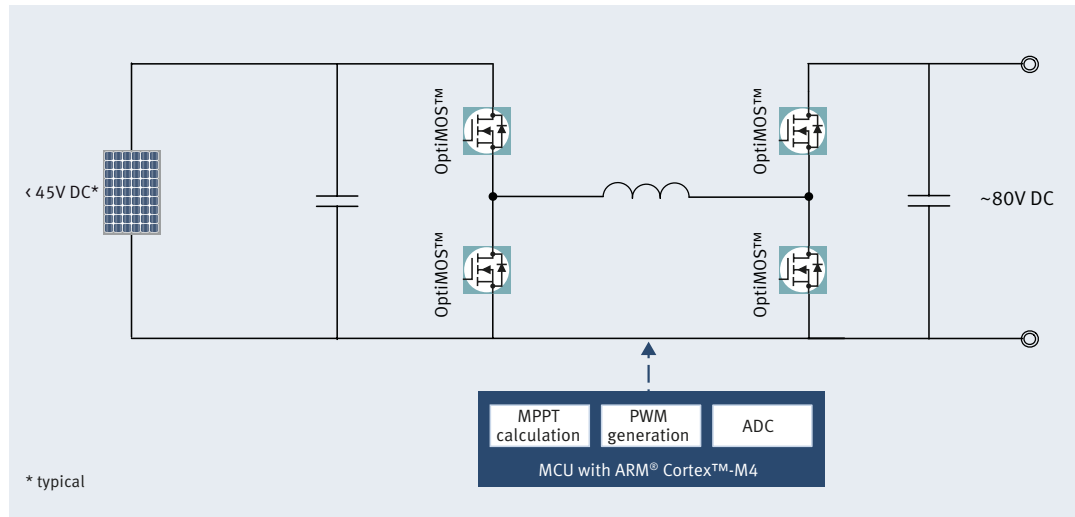 OptiMOS™
OptiMOS™
< 45V DC*
~80V DC
OptiMOS™
OptiMOS™
MPPT
calculation
PWM
generation
ADC
MCU with ARM® Cortex™-M4
* typical